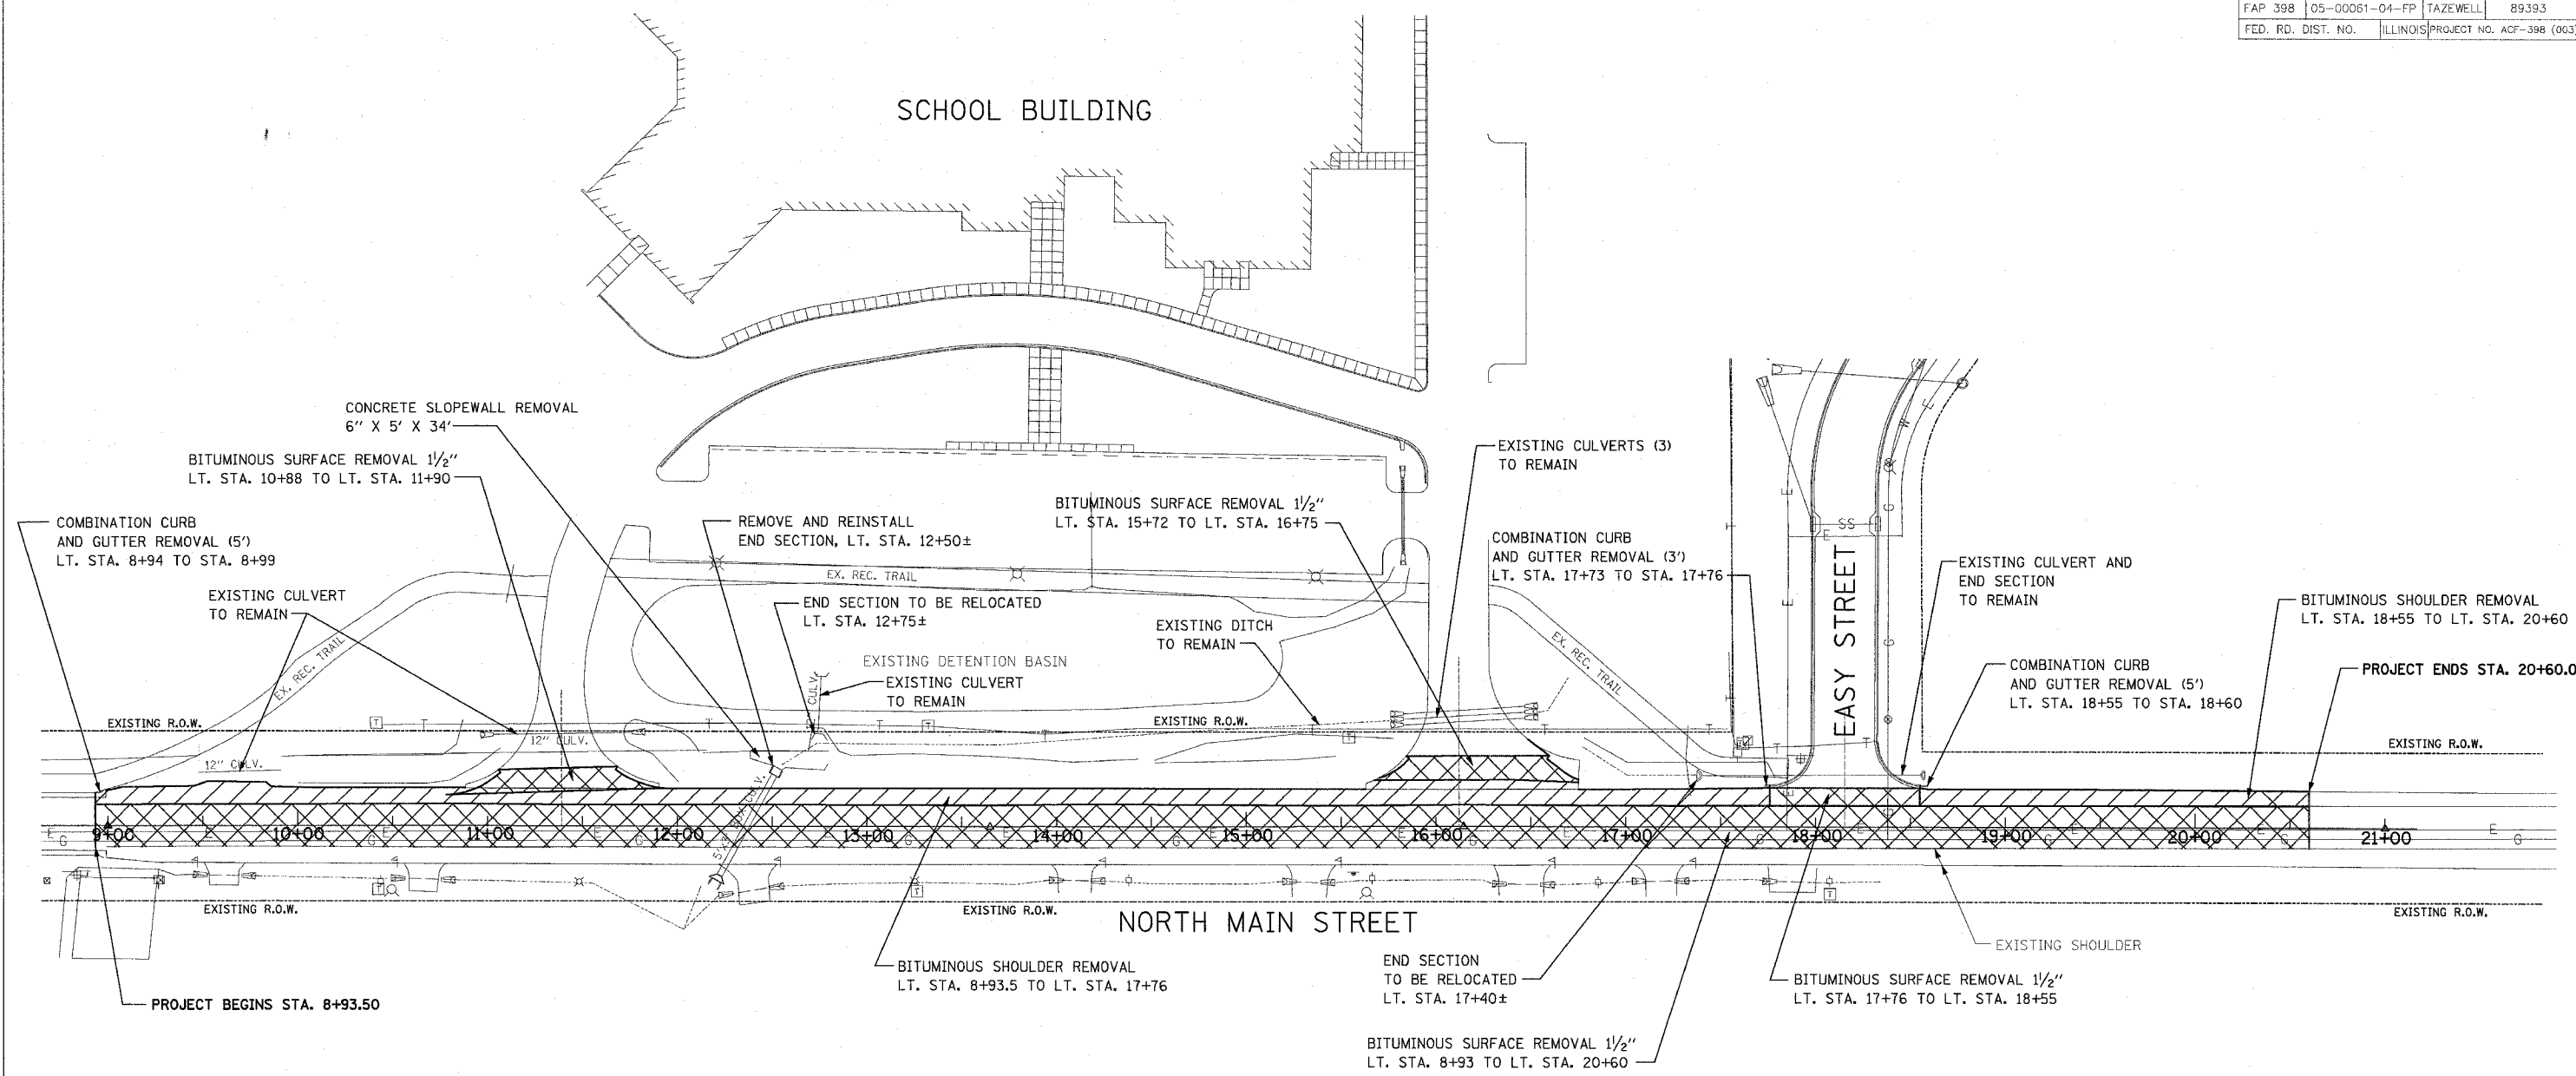 FAP 398 05-00061-04-FP TAZEWELL 89393
FED. RD. DIST. NO. ILLINOIS PROJECT NO. ACF-398 (003)
SCHOOL BUILDING
CONCRETE SLOPEWALL REMOVAL
6" X 5' X 34'
BITUMINOUS SURFACE REMOVAL 1½"
LT. STA. 10+88 TO LT. STA. 11+90
COMBINATION CURB
AND GUTTER REMOVAL (5')
LT. STA. 8+94 TO STA. 8+99
EXISTING CULVERT
TO REMAIN
REMOVE AND REINSTALL
END SECTION, LT. STA. 12+50±
EX. REC. TRAIL
END SECTION TO BE RELOCATED
LT. STA. 12+75±
EXISTING DETENTION BASIN
EXISTING CULVERT
TO REMAIN
BITUMINOUS SURFACE REMOVAL 1½"
LT. STA. 15+72 TO LT. STA. 16+75
EXISTING DITCH
TO REMAIN
EXISTING CULVERTS (3)
TO REMAIN
COMBINATION CURB
AND GUTTER REMOVAL (3')
LT. STA. 17+73 TO STA. 17+76
EX. REC. TRAIL
SS
E
EASY STREET
EXISTING CULVERT AND
END SECTION
TO REMAIN
BITUMINOUS SHOULDER REMOVAL
LT. STA. 18+55 TO LT. STA. 20+60
COMBINATION CURB
AND GUTTER REMOVAL (5')
LT. STA. 18+55 TO STA. 18+60
PROJECT ENDS STA. 20+60.0
EX. REC. TRAIL
EXISTING R.O.W.
EXISTING R.O.W.
EXISTING R.O.W.
12" CULV.
12" CULV.
CULV.
9+00 10+00 11+00 12+00 13+00 14+00 15+00 16+00 17+00 18+00 19+00 20+00 21+00
EXISTING R.O.W.
EXISTING R.O.W.
EXISTING R.O.W.
NORTH MAIN STREET
EXISTING SHOULDER
BITUMINOUS SHOULDER REMOVAL
LT. STA. 8+93.5 TO LT. STA. 17+76
END SECTION
TO BE RELOCATED
LT. STA. 17+40±
BITUMINOUS SURFACE REMOVAL 1½"
LT. STA. 17+76 TO LT. STA. 18+55
PROJECT BEGINS STA. 8+93.50
BITUMINOUS SURFACE REMOVAL 1½"
LT. STA. 8+93 TO LT. STA. 20+60